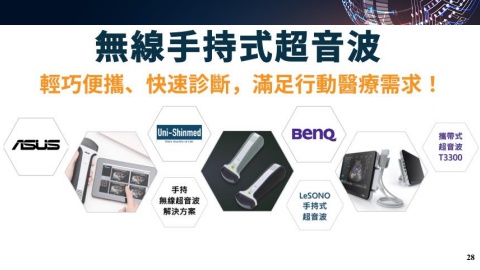 無線手持式超音波
輕巧便攜、快速診斷，滿足行動醫療需求！
ASUS
Uni-Shinmed
手持
無線超音波
解決方案
BenQ
LeSONO
手持式
超音波
攜帶式
超音波
T3300
28